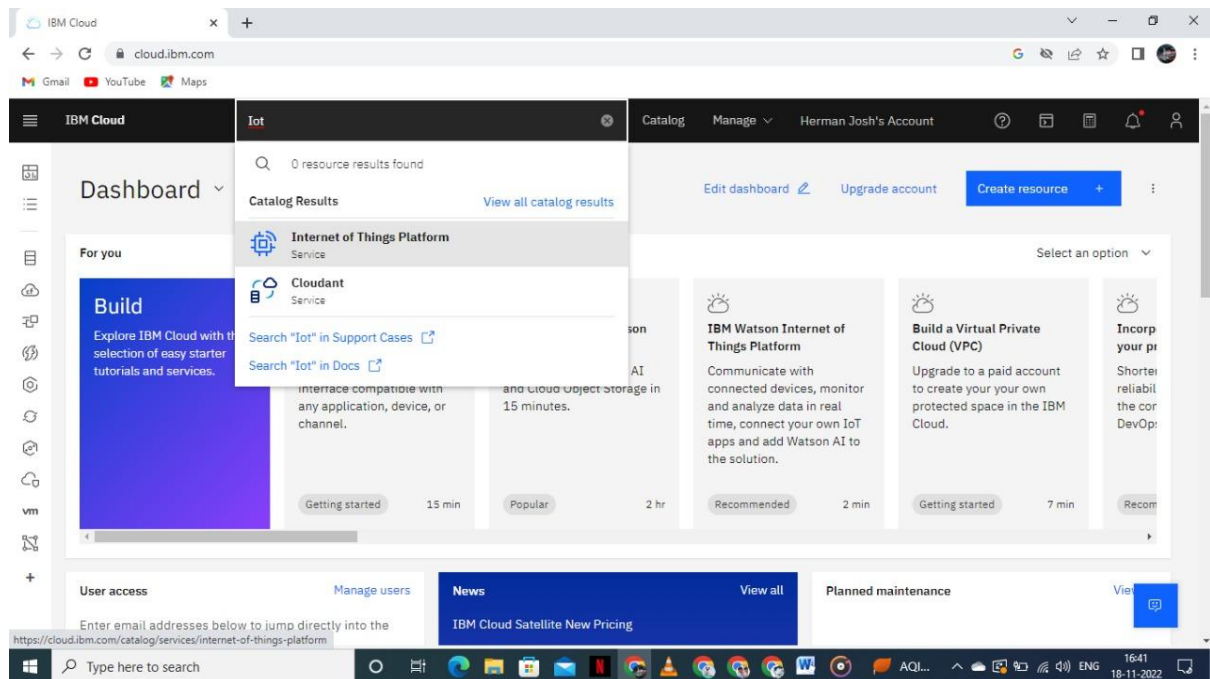 IBM Cloud
cloud.ibm.com
Gmail YouTube Maps
IBM Cloud
Iot
Catalog Manage Herman Josh's Account
0 resource results found
Catalog Results View all catalog results
Internet of Things Platform
Service
Cloudant
Service
Search "Iot" in Support Cases
Search "Iot" in Docs
Dashboard
Edit dashboard Upgrade account Create resource +
For you
Select an option
Build
Explore IBM Cloud with
selection of easy starter
tutorials and services.
interface compatible with
any application, device, or
channel.
Getting started 15 min
AI
and Cloud Object Storage in
15 minutes.
Popular 2 hr
IBM Watson Internet of
Things Platform
Communicate with
connected devices, monitor
and analyze data in real
time, connect your own IoT
apps and add Watson AI to
the solution.
Recommended 2 min
Build a Virtual Private
Cloud (VPC)
Upgrade to a paid account
to create your your own
protected space in the IBM
Cloud.
Getting started 7 min
Incorp
your pr
Shorter
reliabil
the cor
DevOp
Recom
vm
User access Manage users
Enter email addresses below to jump directly into the
News View all
IBM Cloud Satellite New Pricing
Planned maintenance
https://cloud.ibm.com/catalog/services/internet-of-things-platform
Type here to search
AQI...
ENG
16:41
18-11-2022